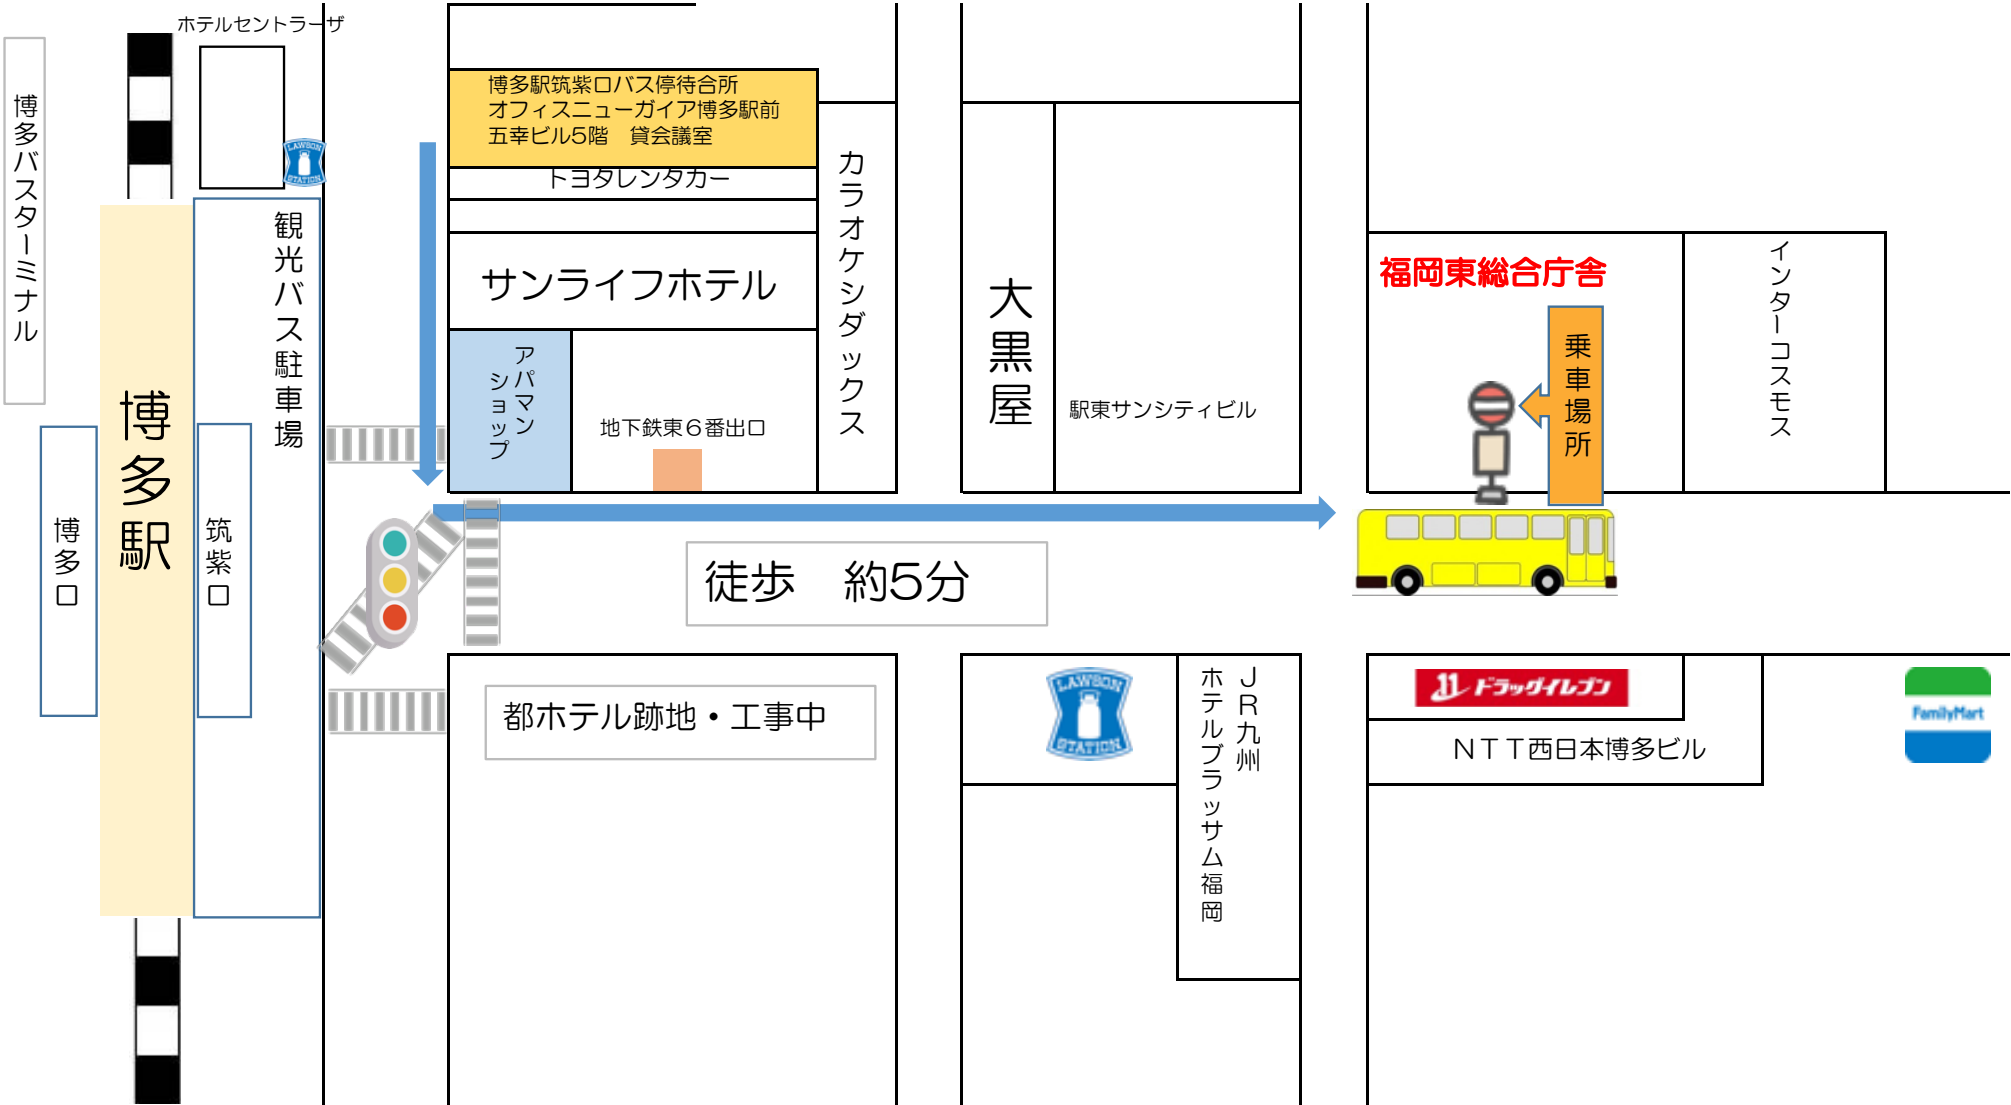 ホテルセントラーザ
博多バスターミナル
LAWSON
STATION
博多駅筑紫口バス停待合所
オフィスニューガイア博多駅前
五幸ビル5階　貸会議室
トヨタレンタカー
サンライフホテル
アパマン
ショップ
地下鉄東6番出口
カラオケシダックス
大黒屋
駅東サンシティビル
福岡東総合庁舎
乗車場所
インターコスモス
観光バス駐車場
博多駅
博多口
筑紫口
徒歩　約5分
都ホテル跡地・工事中
LAWSON
STATION
JR九州
ホテルブラッサム福岡
ドラッグイレブン
NTT西日本博多ビル
FamilyMart